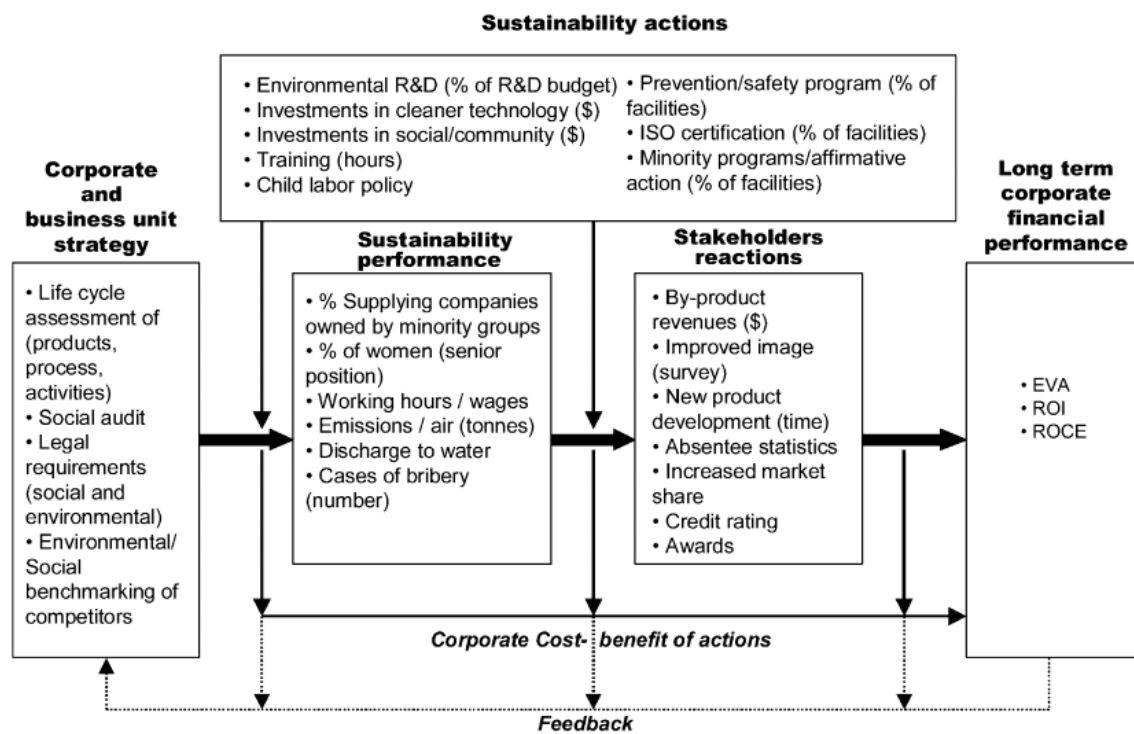 Sustainability actions
• Environmental R&D (% of R&D budget)
• Investments in cleaner technology ($)
• Investments in social/community ($)
• Training (hours)
• Child labor policy
• Prevention/safety program (% of
facilities)
• ISO certification (% of facilities)
• Minority programs/affirmative
action (% of facilities)
Corporate
and
business unit
strategy
• Life cycle
assessment of
(products,
process,
activities)
• Social audit
• Legal
requirements
(social and
environmental)
• Environmental/
Social
benchmarking of
competitors
Sustainability
performance
• % Supplying companies
owned by minority groups
• % of women (senior
position)
• Working hours / wages
• Emissions / air (tonnes)
• Discharge to water
• Cases of bribery
(number)
Stakeholders
reactions
• By-product
revenues ($)
• Improved image
(survey)
• New product
development (time)
• Absentee statistics
• Increased market
share
• Credit rating
• Awards
Long term
corporate
financial
performance
• EVA
• ROI
• ROCE
Corporate Cost- benefit of actions
Feedback